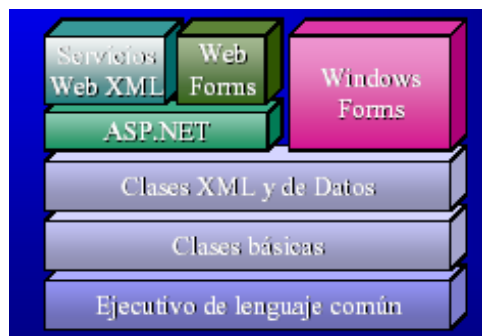 Servicios
Web XML
Web
Forms
Windows
Forms
ASP.NET
Clases XML y de Datos
Clases básicas
Ejecutivo de lenguaje común